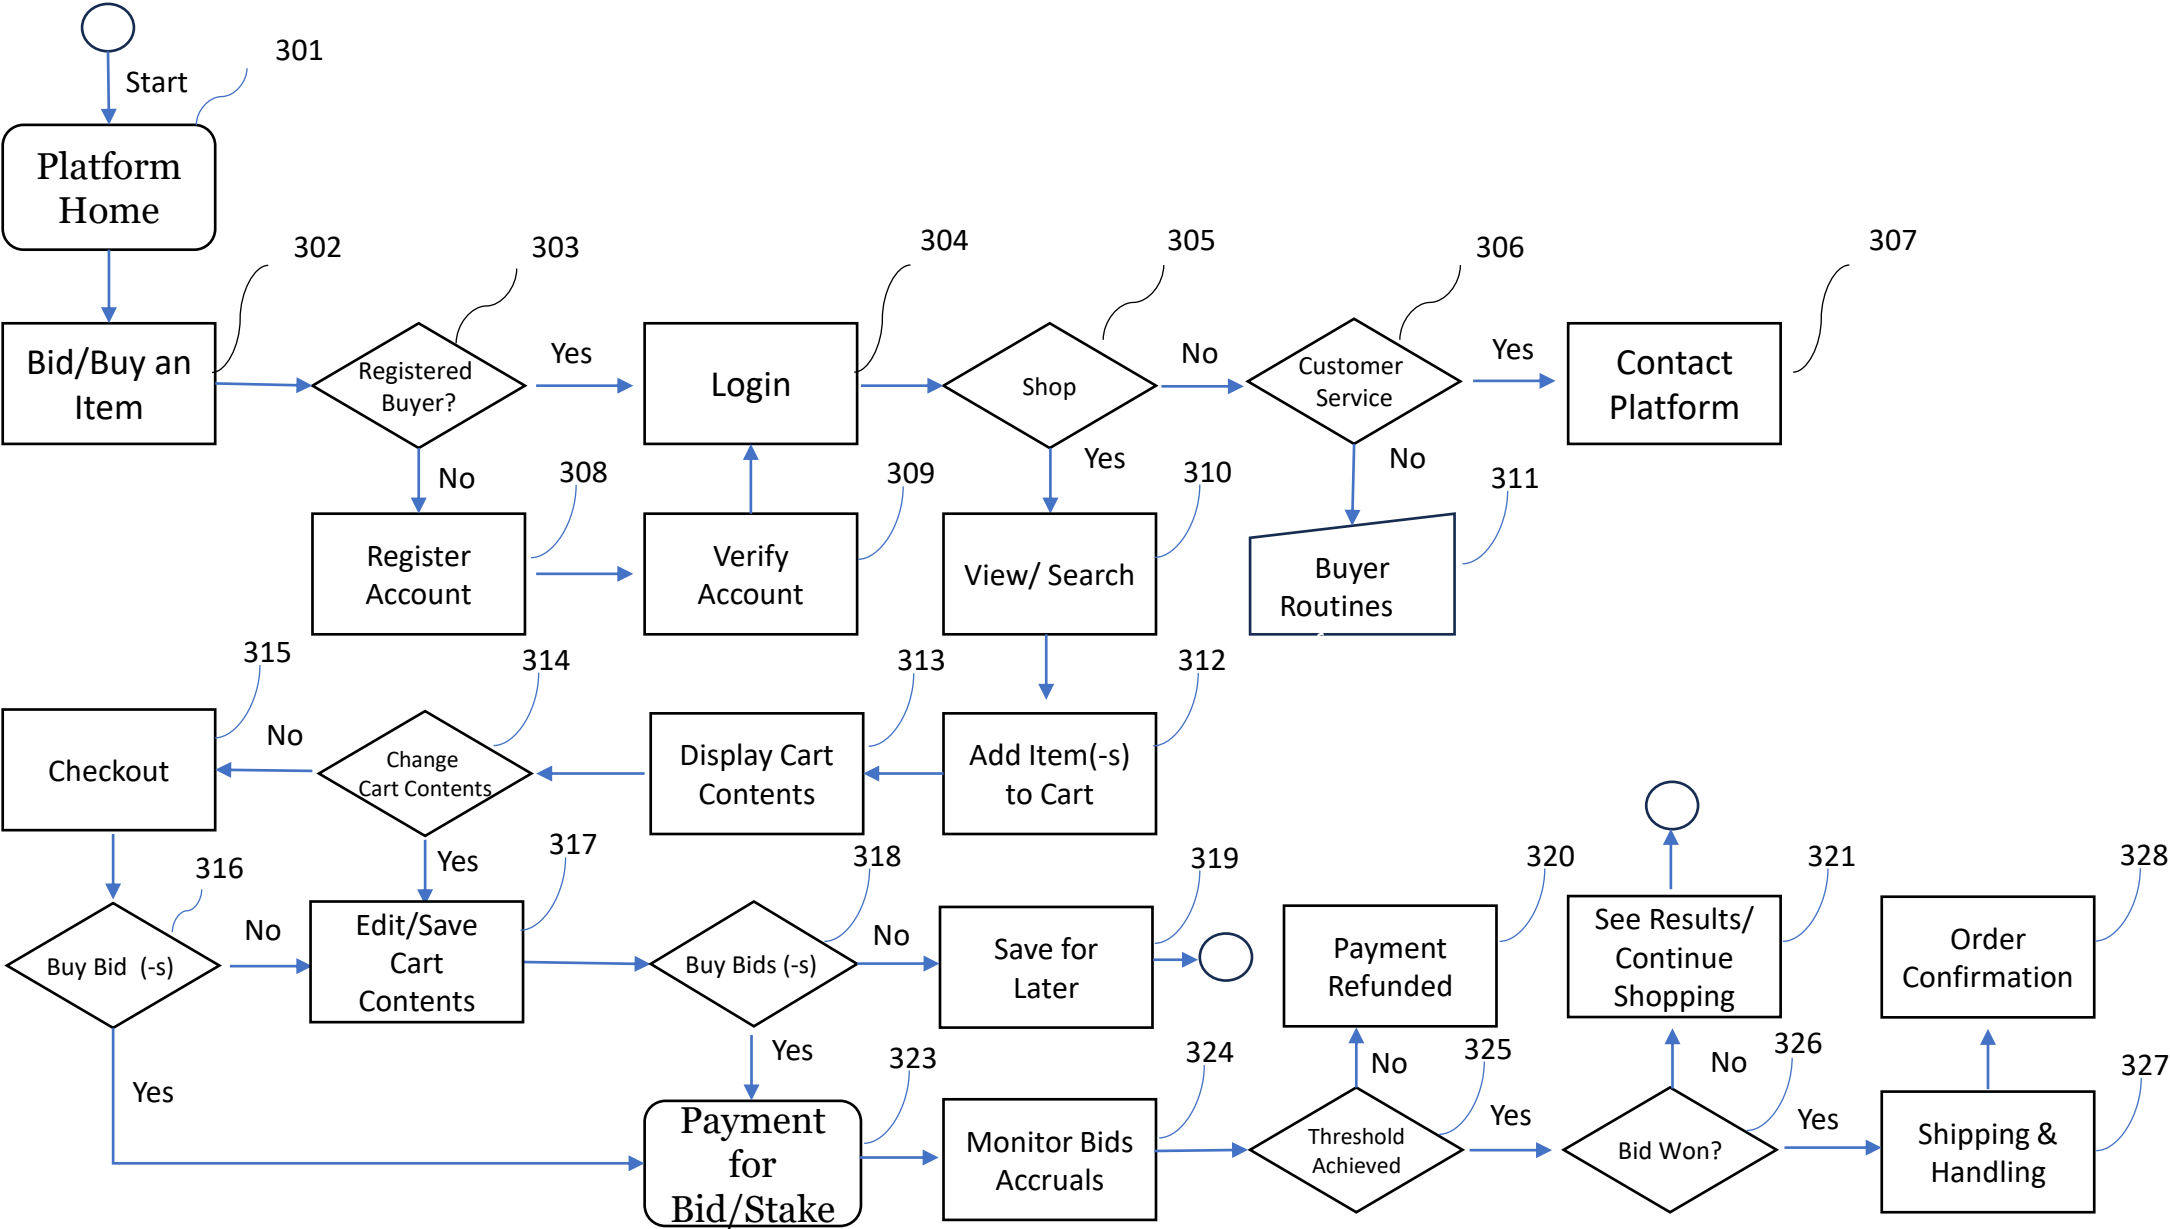 301
Start
Platform
Home
302
303
304
305
306
307
Bid/Buy an
Item
Registered
Buyer?
Yes
Login
Shop
No
Customer
Service
Yes
Contact
Platform
No
308
309
Yes
310
No
311
Register
Account
Verify
Account
View/ Search
Buyer
Routines
315
314
313
312
Checkout
No
Change
Cart Contents
Display Cart
Contents
Add Item(-s)
to Cart
316
Yes
317
318
319
320
321
328
Buy Bid (-s)
No
Edit/Save
Cart
Contents
Buy Bids (-s)
No
Save for
Later
Payment
Refunded
See Results/
Continue
Shopping
Order
Confirmation
Yes
Yes
323
324
No
325
No
326
327
Payment
for
Bid/Stake
Monitor Bids
Accruals
Threshold
Achieved
Yes
Bid Won?
Yes
Shipping &
Handling